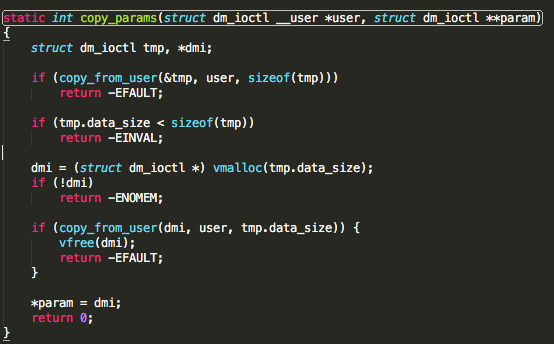 static int copy_params(struct dm_ioctl __user *user, struct dm_ioctl **param)
{
    struct dm_ioctl tmp, *dmi;

    if (copy_from_user(&tmp, user, sizeof(tmp)))
        return -EFAULT;

    if (tmp.data_size < sizeof(tmp))
        return -EINVAL;

    dmi = (struct dm_ioctl *) vmalloc(tmp.data_size);
    if (!dmi)
        return -ENOMEM;

    if (copy_from_user(dmi, user, tmp.data_size)) {
        vfree(dmi);
        return -EFAULT;
    }

    *param = dmi;
    return 0;
}